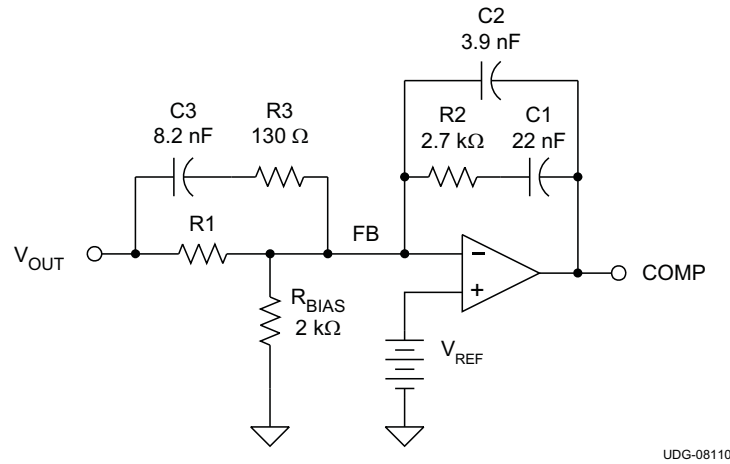 C2
3.9 nF
C3
8.2 nF
R3
130 Ω
R2
2.7 kΩ
C1
22 nF
R1
FB
VOUT
COMP
RBIAS
2 kΩ
VREF
UDG-08110